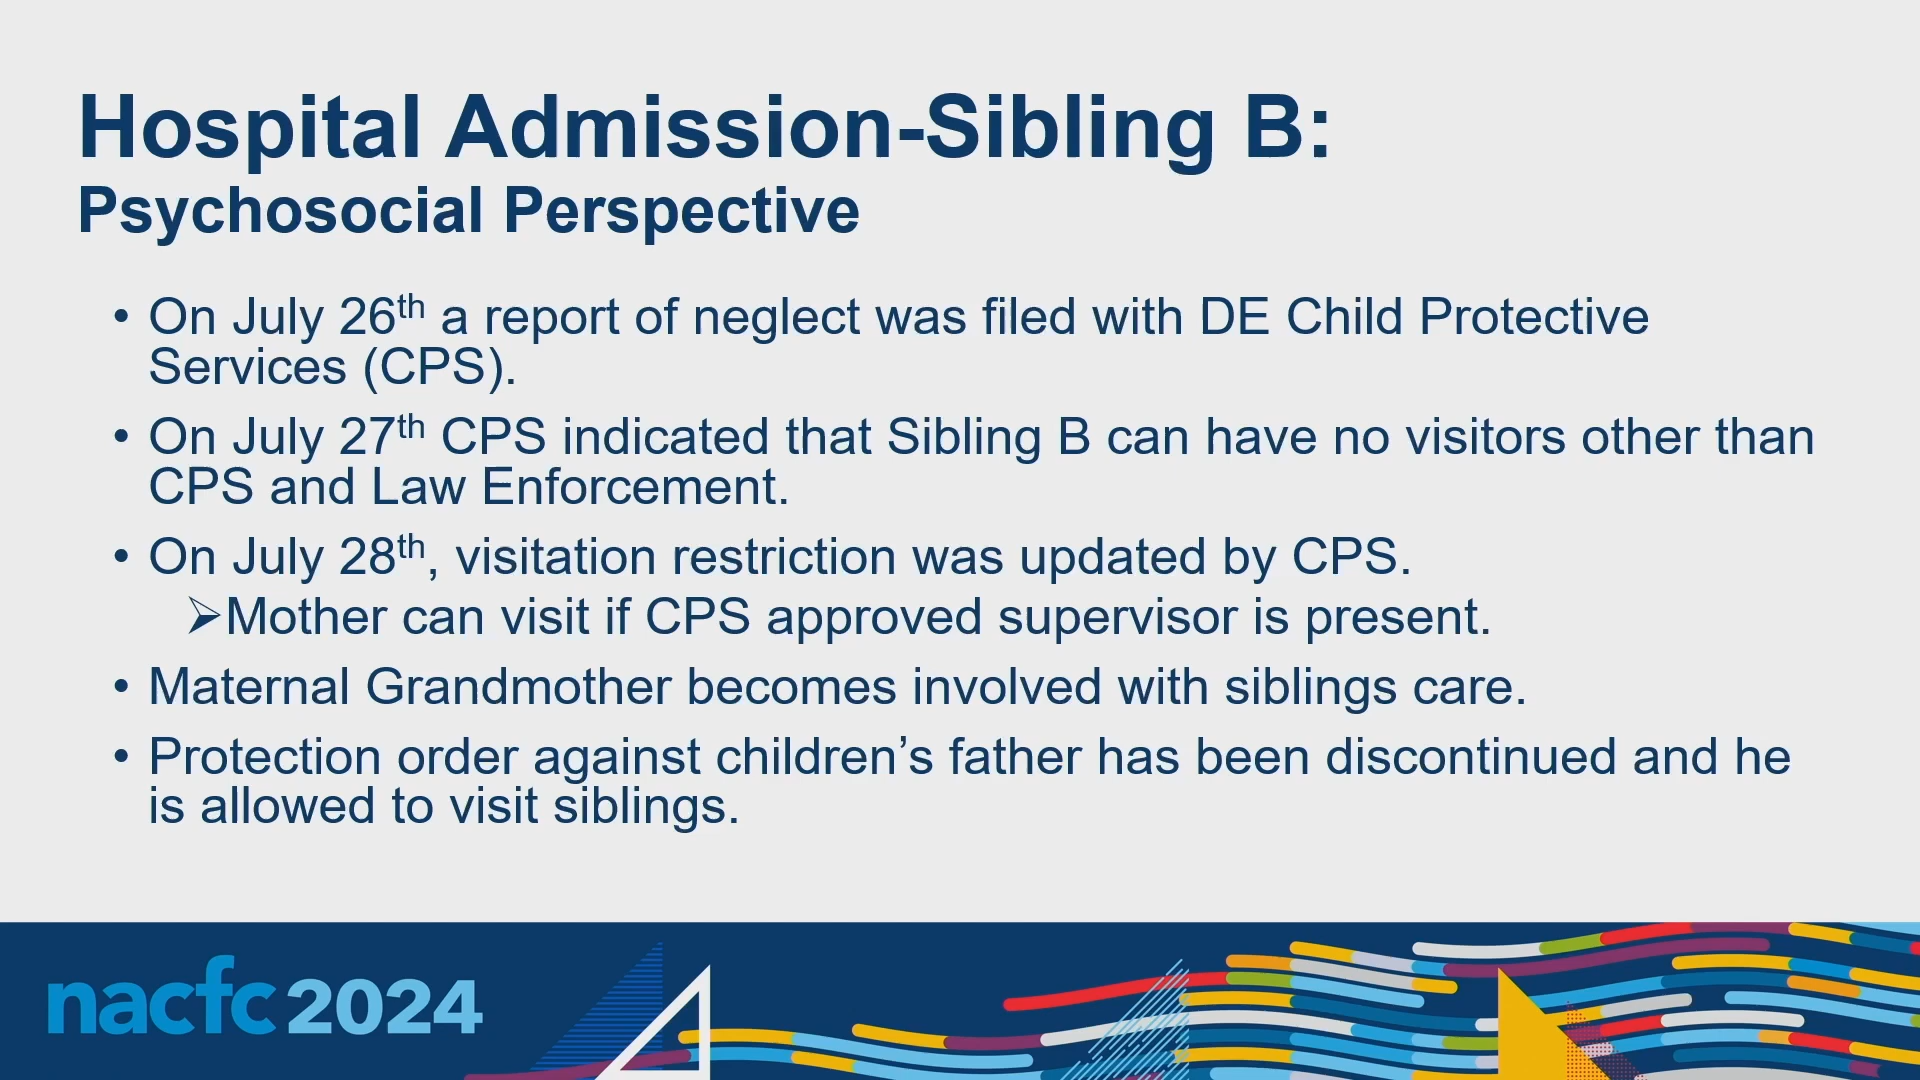 Hospital Admission-Sibling B:
Psychosocial Perspective
• On July 26th a report of neglect was filed with DE Child Protective
Services (CPS).
• On July 27th CPS indicated that Sibling B can have no visitors other than
CPS and Law Enforcement.
• On July 28th, visitation restriction was updated by CPS.
➢Mother can visit if CPS approved supervisor is present.
• Maternal Grandmother becomes involved with siblings care.
• Protection order against children’s father has been discontinued and he
is allowed to visit siblings.
nacfc 2024